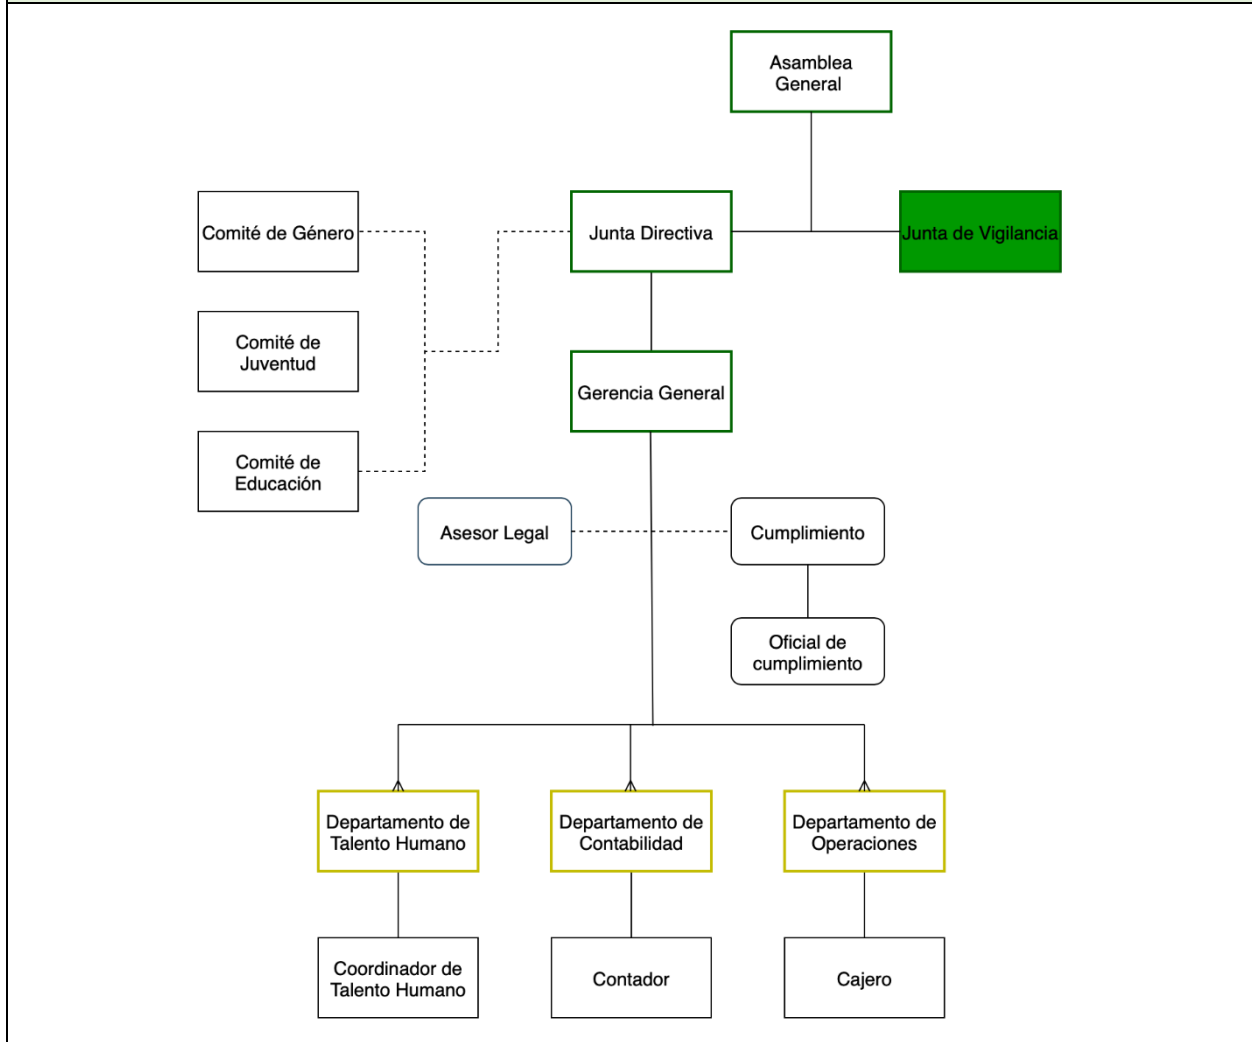 Asamblea
General
Comité de Género
Junta Directiva
Junta de Vigilancia
Comité de
Juventud
Gerencia General
Comité de
Educación
Asesor Legal
Cumplimiento
Oficial de
cumplimiento
Departamento de
Talento Humano
Departamento de
Contabilidad
Departamento de
Operaciones
Coordinador de
Talento Humano
Contador
Cajero